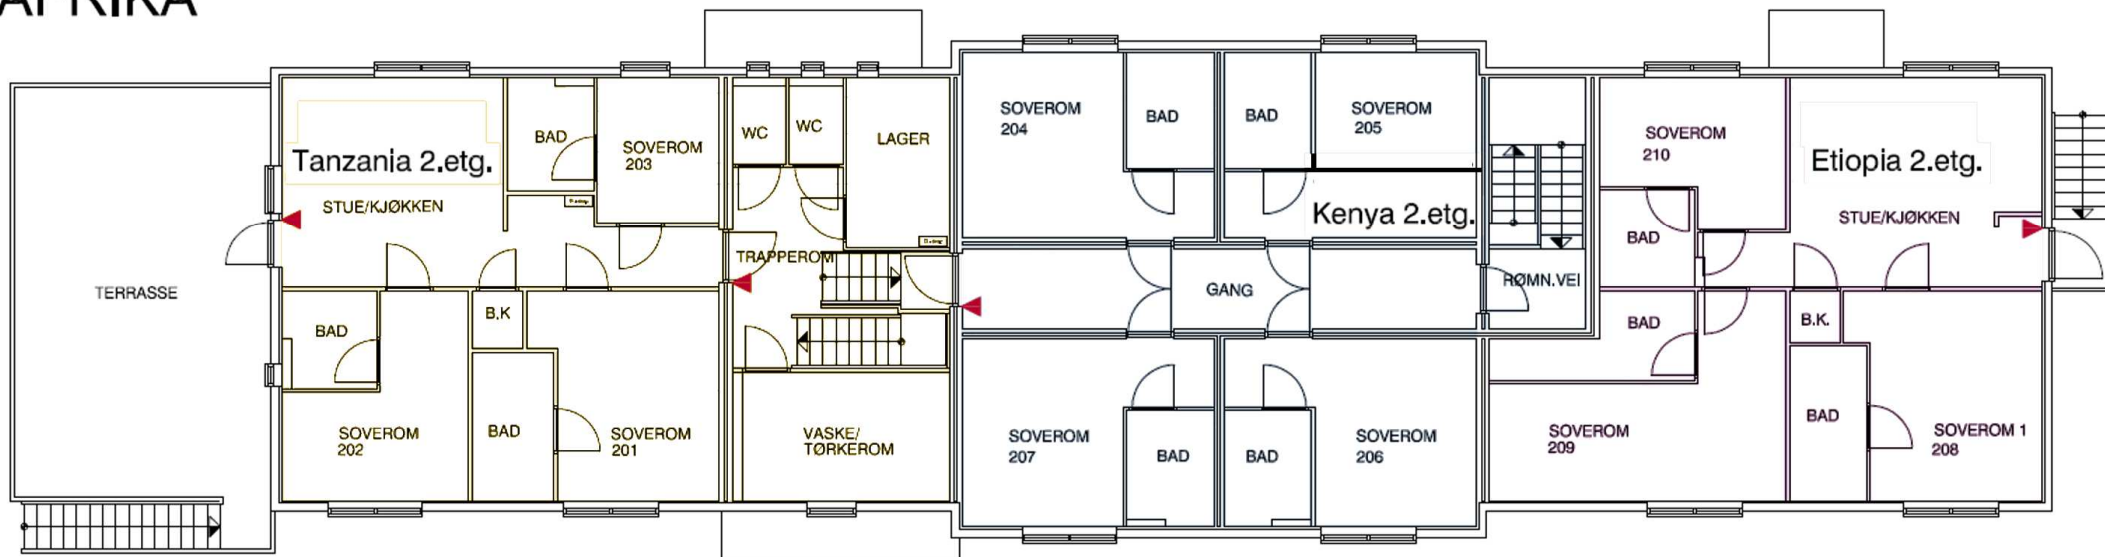 AFRIKA
TERRASSE
Tanzania 2.etg.
STUE/KJØKKEN
BAD
SOVEROM
203
BAD
SOVEROM
202
B.K
BAD
SOVEROM
201
WC
WC
LAGER
TRAPPEROM
VASKE/
TØRKEROM
SOVEROM
204
BAD
BAD
SOVEROM
205
Kenya 2.etg.
GANG
RØMN.VEI
SOVEROM
207
BAD
BAD
SOVEROM
206
SOVEROM
210
BAD
Etiopia 2.etg.
STUE/KJØKKEN
BAD
SOVEROM
209
B.K.
BAD
SOVEROM 1
208